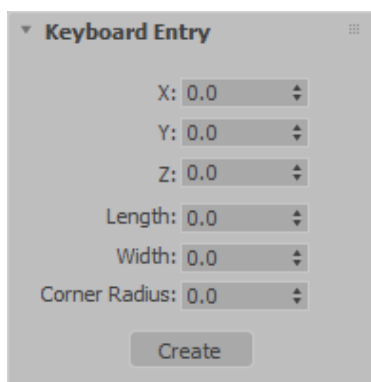 Keyboard Entry
X: 0.0
Y: 0.0
Z: 0.0
Length: 0.0
Width: 0.0
Corner Radius: 0.0
Create